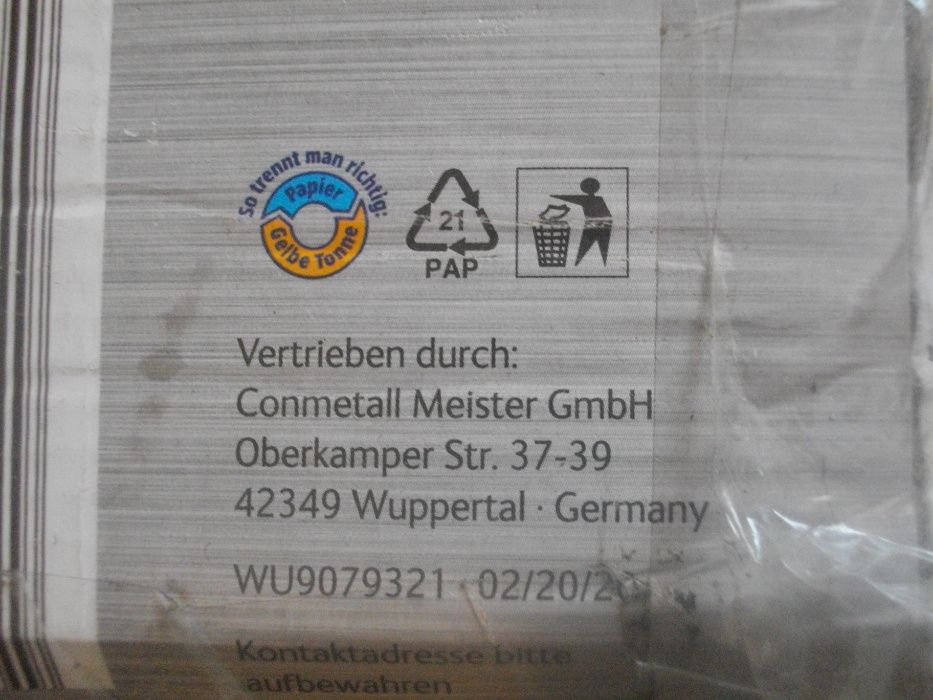 So trennt man richtig:
Papier
Gelbe Tonne
21
PAP
Vertrieben durch:
Conmetall Meister GmbH
Oberkamper Str. 37-39
42349 Wuppertal · Germany
WU9079321 · 02/20/20
Kontaktadresse bitte
aufbewahren